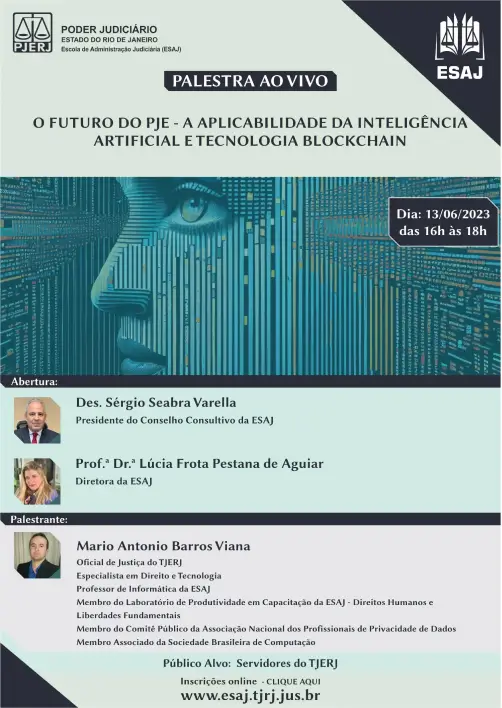 PJERJ
PODER JUDICIÁRIO
ESTADO DO RIO DE JANEIRO
Escola de Administração Judiciária (ESAJ)
ESAJ
PALESTRA AO VIVO
O FUTURO DO PJE - A APLICABILIDADE DA INTELIGÊNCIA
ARTIFICIAL E TECNOLOGIA BLOCKCHAIN
Dia: 13/06/2023
das 16h às 18h
Abertura:
Des. Sérgio Seabra Varella
Presidente do Conselho Consultivo da ESAJ
Prof.ª Dr.ª Lúcia Frota Pestana de Aguiar
Diretora da ESAJ
Palestrante:
Mario Antonio Barros Viana
Oficial de Justiça do TJERJ
Especialista em Direito e Tecnologia
Professor de Informática da ESAJ
Membro do Laboratório de Produtividade em Capacitação da ESAJ - Direitos Humanos e
Liberdades Fundamentais
Membro do Comitê Público da Associação Nacional dos Profissionais de Privacidade de Dados
Membro Associado da Sociedade Brasileira de Computação
Público Alvo: Servidores do TJERJ
Inscrições online - CLIQUE AQUI
www.esaj.tjrj.jus.br